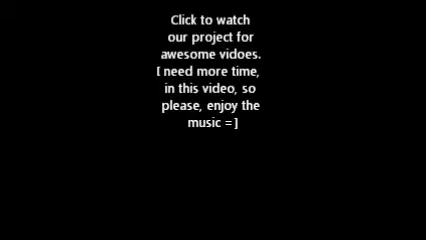 Click to watch
our project for
awesome vidoes.
[ need more time,
in this video, so
please, enjoy the
music =]